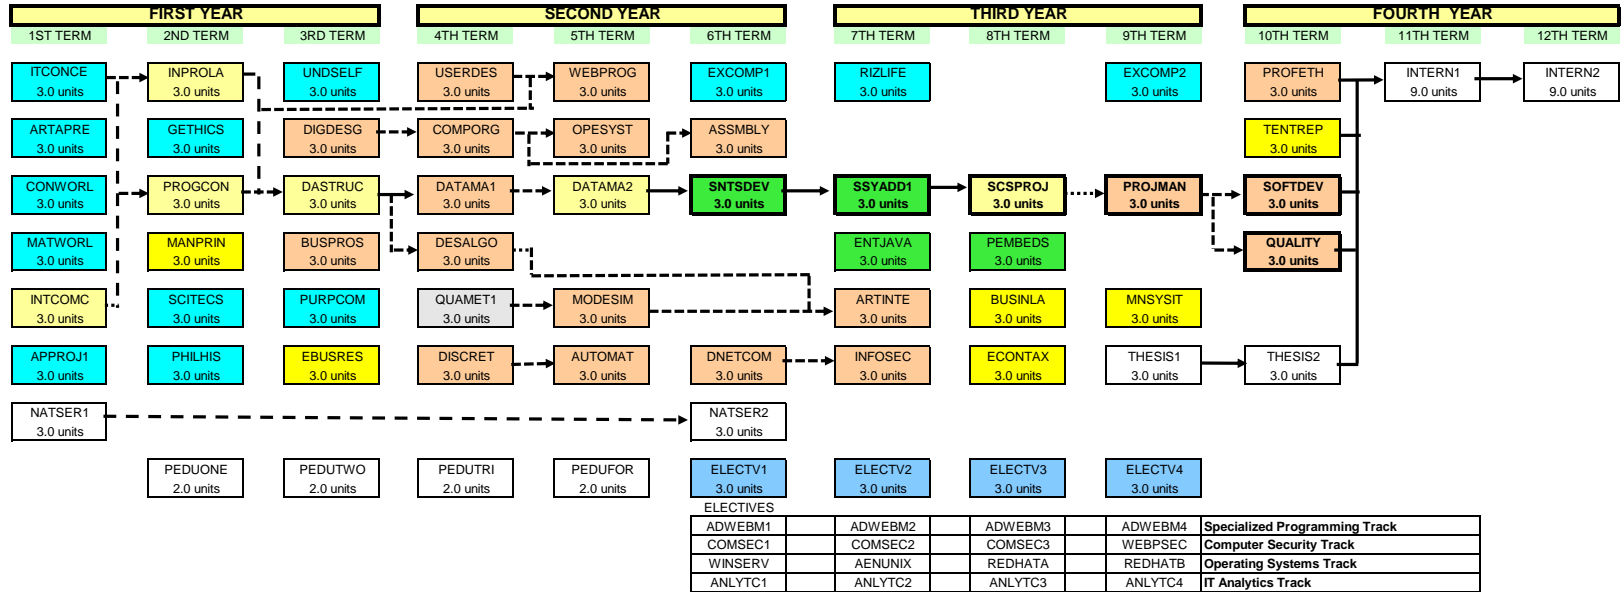 FIRST YEAR SECOND YEAR THIRD YEAR FOURTH  YEAR
1ST TERM 2ND TERM 3RD TERM 4TH TERM 5TH TERM 6TH TERM 7TH TERM 8TH TERM 9TH TERM 10TH TERM 11TH TERM 12TH TERM
ITCONCE INPROLA UNDSELF USERDES WEBPROG EXCOMP1 RIZLIFE EXCOMP2 PROFETH INTERN1 INTERN2
3.0 units 3.0 units 3.0 units 3.0 units 3.0 units 3.0 units 3.0 units 3.0 units 3.0 units 9.0 units 9.0 units
ARTAPRE GETHICS DIGDESG COMPORG OPESYST ASSMBLY TENTREP
3.0 units 3.0 units 3.0 units 3.0 units 3.0 units 3.0 units 3.0 units
CONWORL PROGCON DASTRUC DATAMA1 DATAMA2 SNTSDEV SSYADD1 SCSPROJ PROJMAN SOFTDEV
3.0 units 3.0 units 3.0 units 3.0 units 3.0 units 3.0 units 3.0 units 3.0 units 3.0 units 3.0 units
MATWORL MANPRIN BUSPROS DESALGO ENTJAVA PEMBEDS QUALITY
3.0 units 3.0 units 3.0 units 3.0 units 3.0 units 3.0 units 3.0 units
INTCOMC SCITECS PURPCOM QUAMET1 MODESIM ARTINTE BUSINLA MNSYSIT
3.0 units 3.0 units 3.0 units 3.0 units 3.0 units 3.0 units 3.0 units 3.0 units
APPROJ1 PHILHIS EBUSRES DISCRET AUTOMAT DNETCOM INFOSEC ECONTAX THESIS1 THESIS2
3.0 units 3.0 units 3.0 units 3.0 units 3.0 units 3.0 units 3.0 units 3.0 units 3.0 units 3.0 units
NATSER1 NATSER2
3.0 units 3.0 units
PEDUONE PEDUTWO PEDUTRI PEDUFOR ELECTV1 ELECTV2 ELECTV3 ELECTV4
2.0 units 2.0 units 2.0 units 2.0 units 3.0 units 3.0 units 3.0 units 3.0 units
ELECTIVES
ADWEBM1 ADWEBM2 ADWEBM3 ADWEBM4 Specialized Programming Track
COMSEC1 COMSEC2 COMSEC3 WEBPSEC Computer Security Track
WINSERV AENUNIX REDHATA REDHATB Operating Systems Track
ANLYTC1 ANLYTC2 ANLYTC3 ANLYTC4 IT Analytics Track